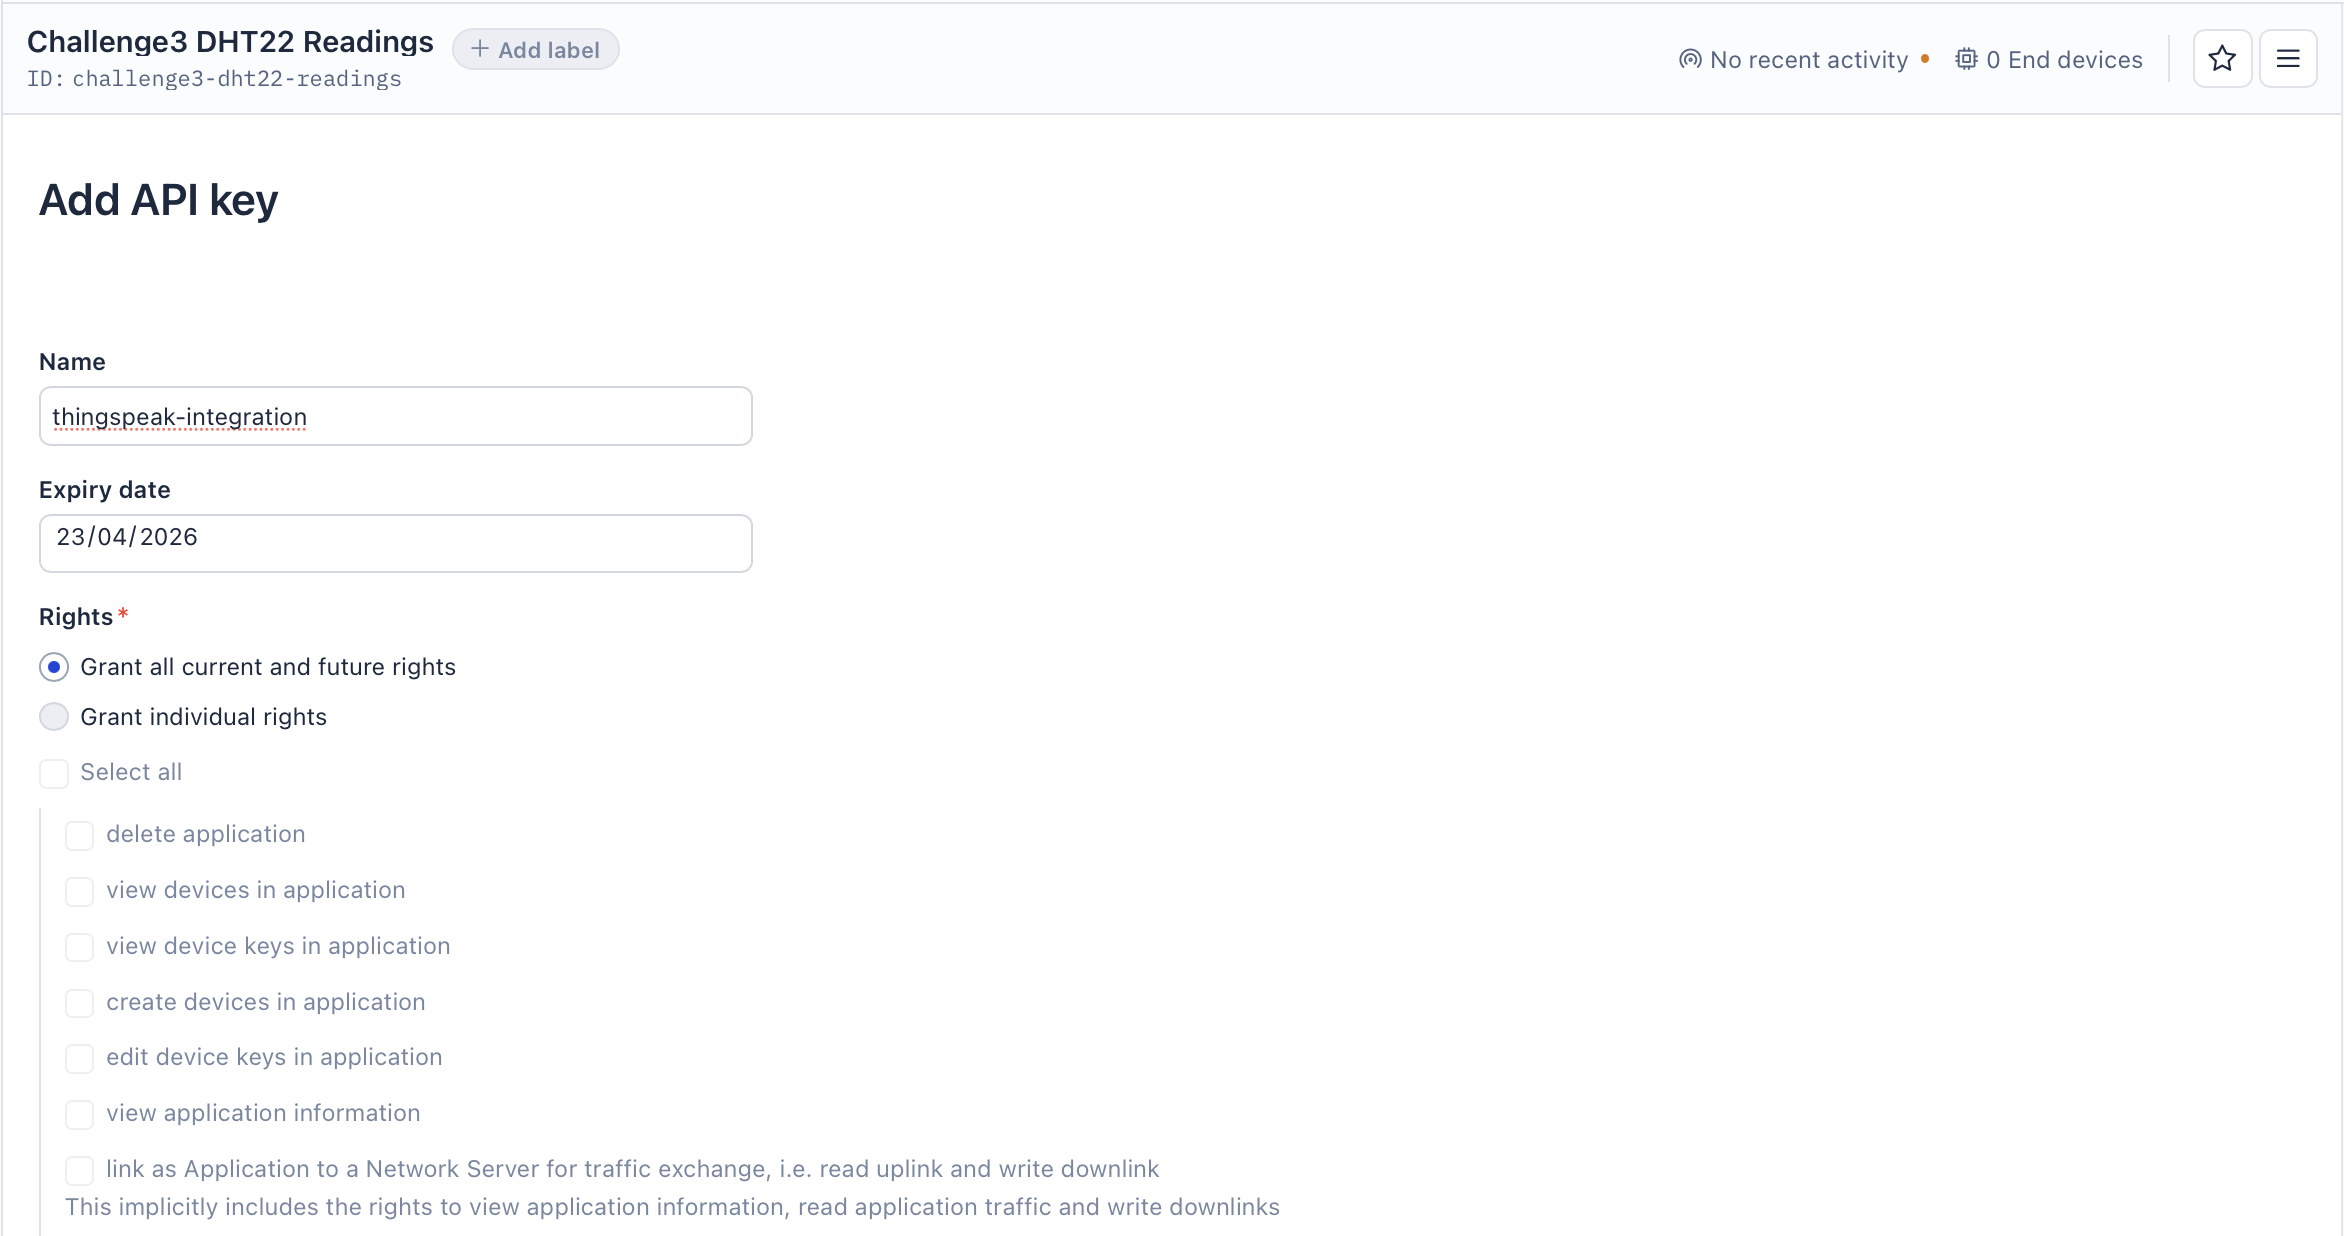 Challenge3 DHT22 Readings
+ Add label
ID: challenge3-dht22-readings
No recent activity
0 End devices
Add API key
Name
thingspeak-integration
Expiry date
23/04/2026
Rights*
Grant all current and future rights
Grant individual rights
Select all
delete application
view devices in application
view device keys in application
create devices in application
edit device keys in application
view application information
link as Application to a Network Server for traffic exchange, i.e. read uplink and write downlink
This implicitly includes the rights to view application information, read application traffic and write downlinks